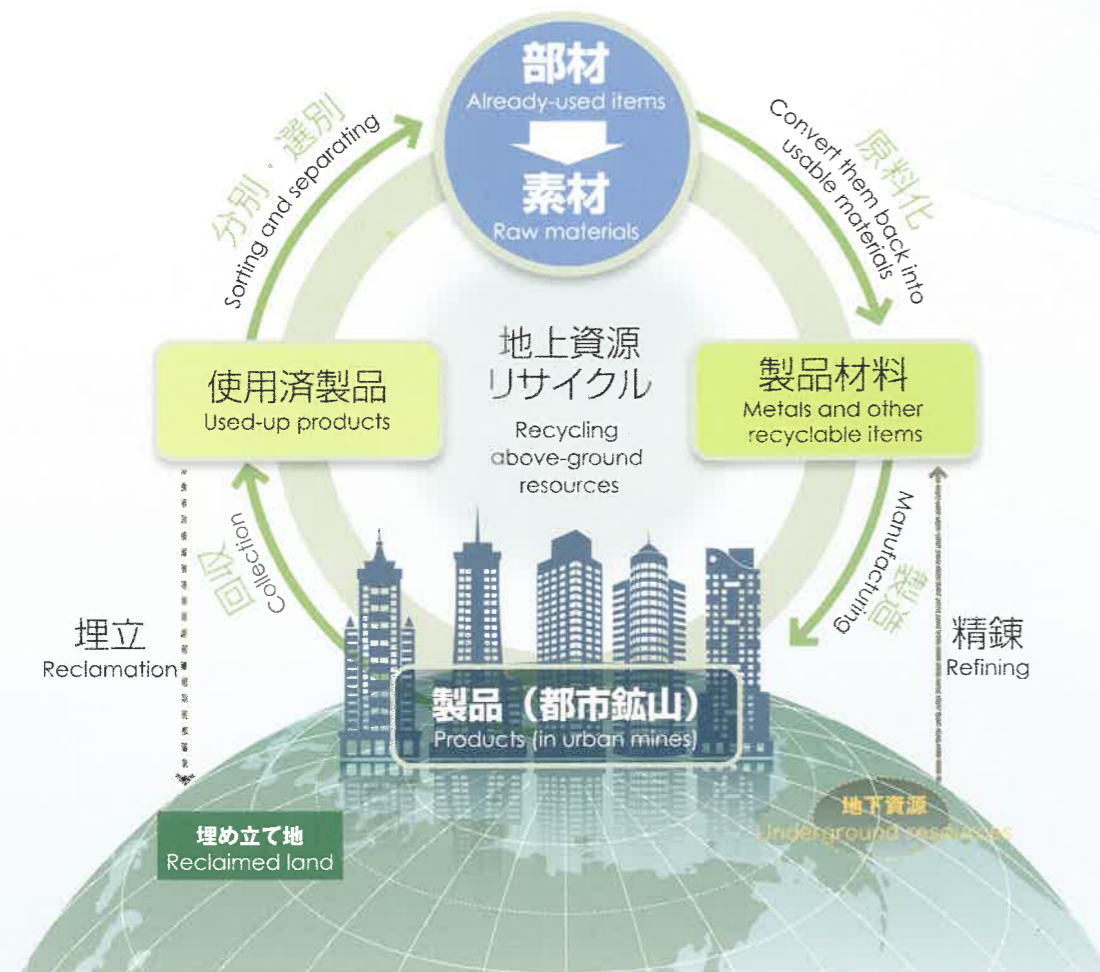 部材
Already-used items
素材
Raw materials
分別・選別
Sorting and separating
原料化
Convert them back into
usable materials
使用済製品
Used-up products
地上資源
リサイクル
Recycling
above-ground
resources
製品材料
Metals and other
recyclable items
回収
Collection
製造
Manufacturing
埋立
Reclamation
精錬
Refining
製品（都市鉱山）
Products (in urban mines)
埋め立て地
Reclaimed land
地下資源
Underground resources